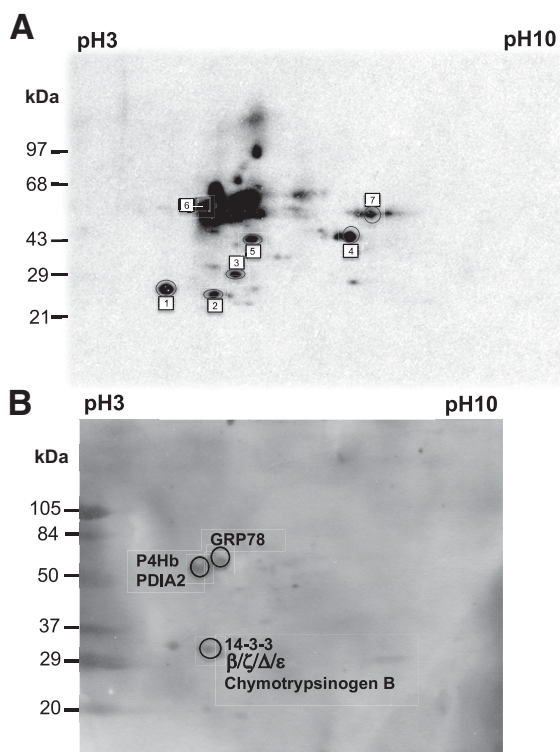 A
pH3 pH10
kDa
97
68
7
6
43
4
5
3
29
1
2
21
B
pH3 pH10
kDa
105
84
GRP78
P4Hb
50
PDIA2
37
14-3-3
β/ζ/Δ/ε
29
Chymotrypsinogen B
20